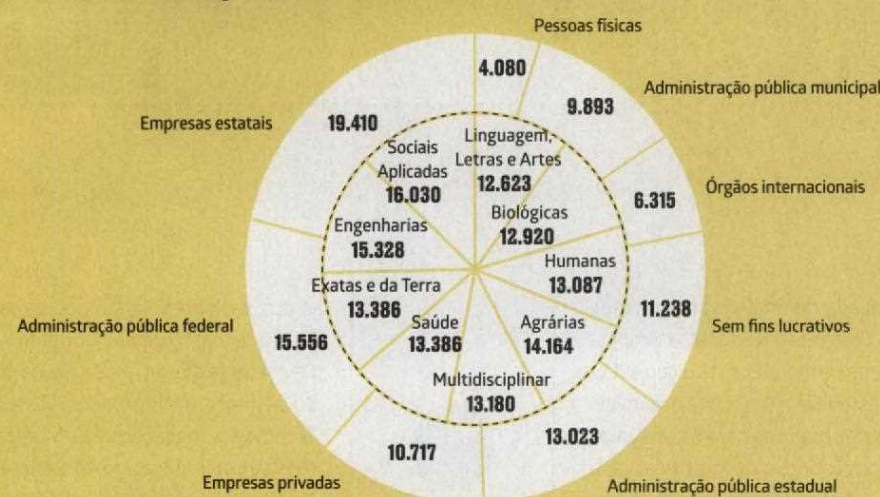 Pessoas físicas
4.080
Administração pública municipal
9.893
Empresas estatais
19.410
Órgãos internacionais
6.315
Sem fins lucrativos
11.238
Administração pública federal
15.556
Empresas privadas
10.717
Administração pública estadual
13.023
Sociais
Aplicadas
16.030
Linguagem,
Letras e Artes
12.623
Biológicas
12.920
Engenharias
15.328
Humanas
13.087
Exatas e da Terra
13.386
Saúde
13.386
Agrárias
14.164
Multidisciplinar
13.180